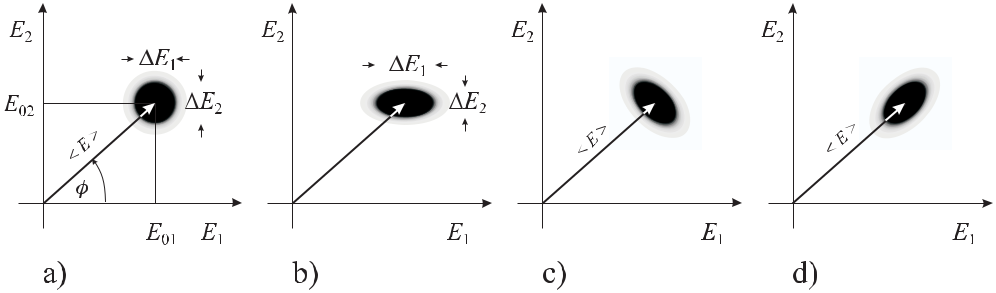 E₂
ΔE₁
ΔE₂
E₀₂
<E>
ϕ
E₀₁
E₁
a)
E₂
ΔE₁
ΔE₂
E₁
b)
E₂
<E>
E₁
c)
E₂
<E>
E₁
d)